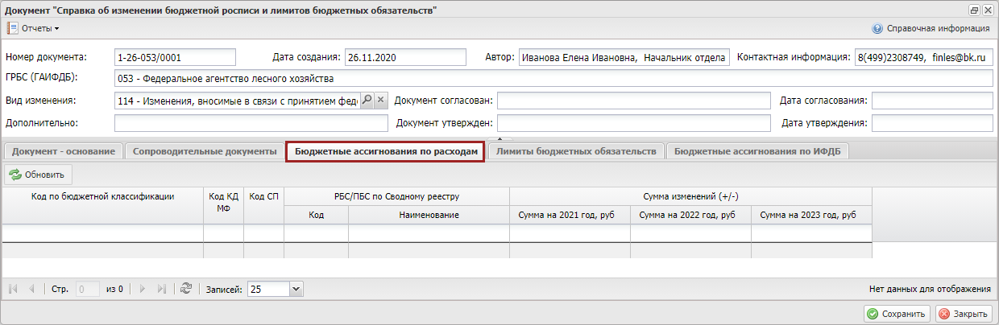 Документ "Справка об изменении бюджетной росписи и лимитов бюджетных обязательств"
Отчеты Справочная информация
Номер документа: 1-26-053/0001 Дата создания: 26.11.2020 Автор: Иванова Елена Ивановна, Начальник отдела Контактная информация: 8(499)2308749, finles@bk.ru
ГРБС (ГАИФДБ): 053 - Федеральное агентство лесного хозяйства
Вид изменения: 114 - Изменения, вносимые в связи с принятием фед Документ согласован: Дата согласования:
Дополнительно: Документ утвержден: Дата утверждения:
Документ - основание Сопроводительные документы Бюджетные ассигнования по расходам Лимиты бюджетных обязательств Бюджетные ассигнования по ИФДБ
Обновить
Код по бюджетной классификации Код КД Код СП РБС/ПБС по Сводному реестру Сумма изменений (+/-)
МФ Код Наименование Сумма на 2021 год, руб Сумма на 2022 год, руб Сумма на 2023 год, руб
Стр. 0 из 0 Записей: 25 Нет данных для отображения
Сохранить Закрыть